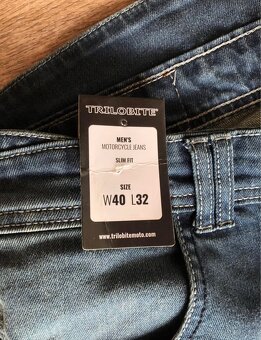 TRILOBITE
MEN'S
MOTORCYCLE JEANS
SLIM FIT
SIZE
W40 L32
www.trilobitemoto.com